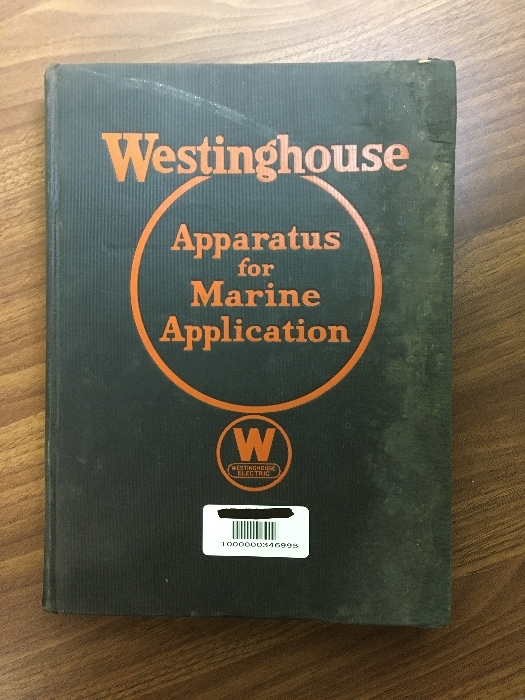 Westinghouse
Apparatus
for
Marine
Application
W
WESTINGHOUSE
ELECTRIC
1000000346998